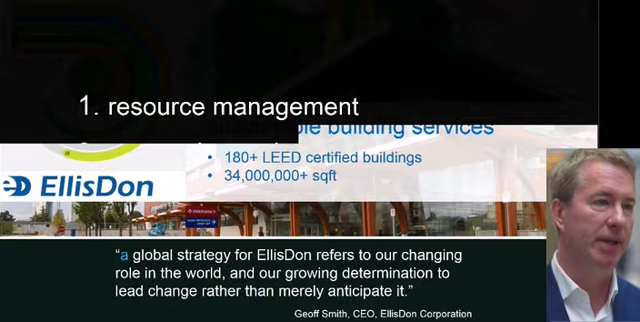 1. resource management
building services
• 180+ LEED certified buildings
• 34,000,000+ sqft
EllisDon
EMERGENCY
“a global strategy for EllisDon refers to our changing
role in the world, and our growing determination to
lead change rather than merely anticipate it.”
Geoff Smith, CEO, EllisDon Corporation